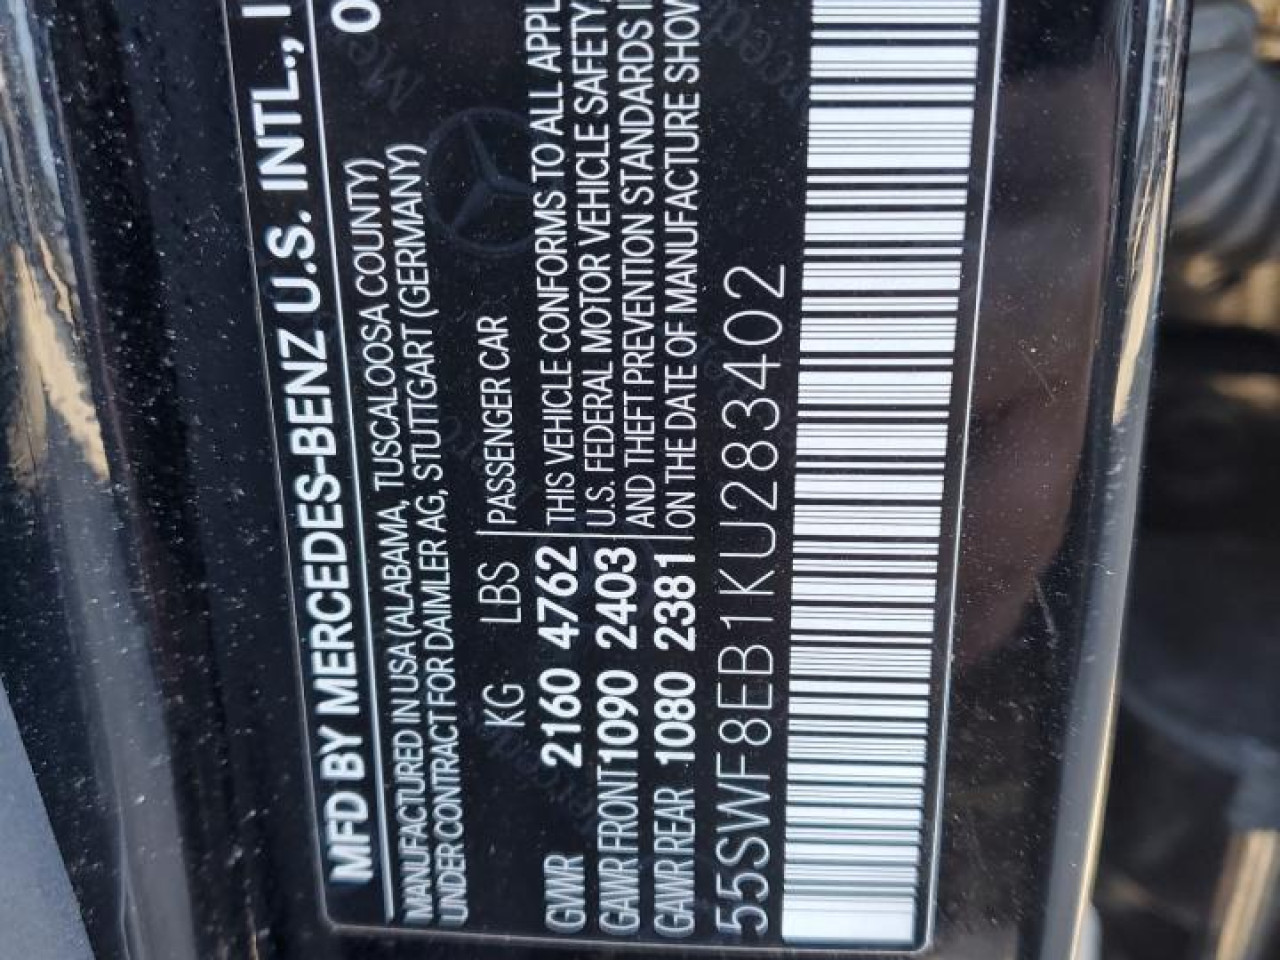 MFD BY MERCEDES-BENZ U.S. INTL.,
MANUFACTURED IN USA (ALABAMA, TUSCALOOSA COUNTY)
UNDER CONTRACT FOR DAIMLER AG, STUTTGART (GERMANY)
KG LBS PASSENGER CAR
GVWR 2160 4762 THIS VEHICLE CONFORMS TO ALL APPL
GAWR FRONT 1090 2403 U.S. FEDERAL MOTOR VEHICLE SAFETY,
GAWR REAR 1080 2381 AND THEFT PREVENTION STANDARDS I
ON THE DATE OF MANUFACTURE SHOW
55SWF8EB1KU283402